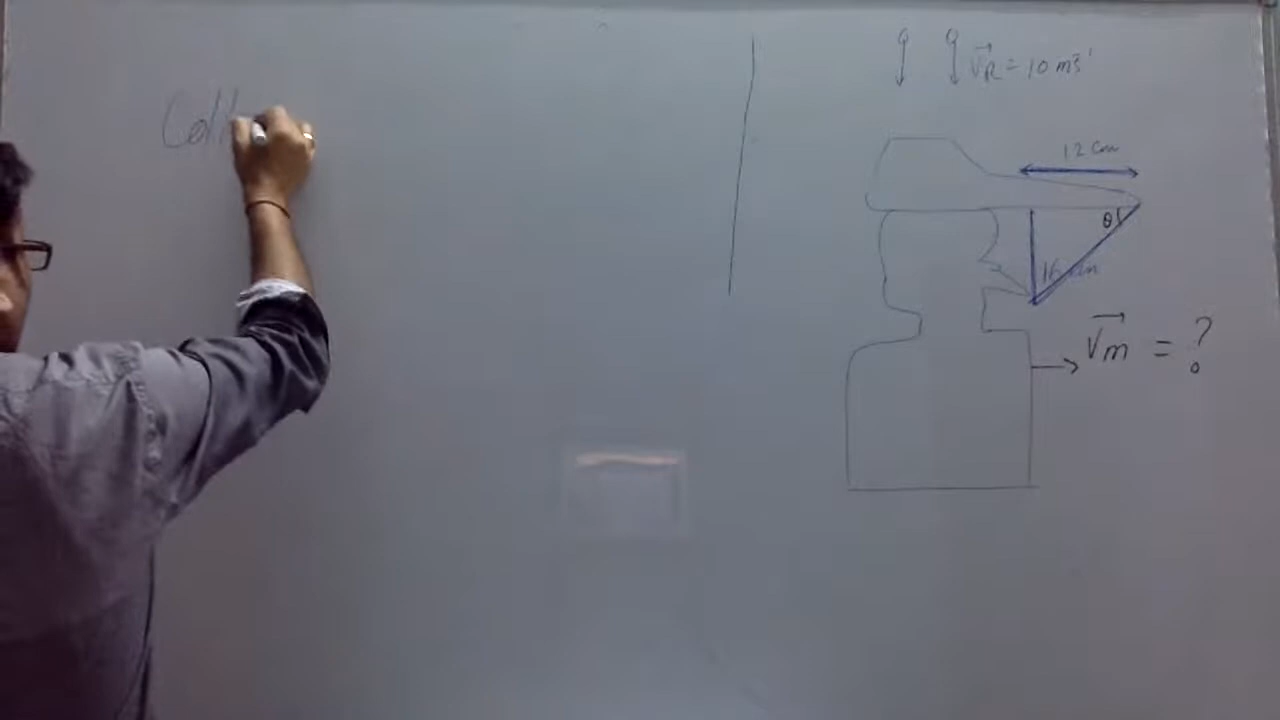 V⃗R = 10 ms⁻¹
12 cm
θ
16 cm
V⃗m = ?